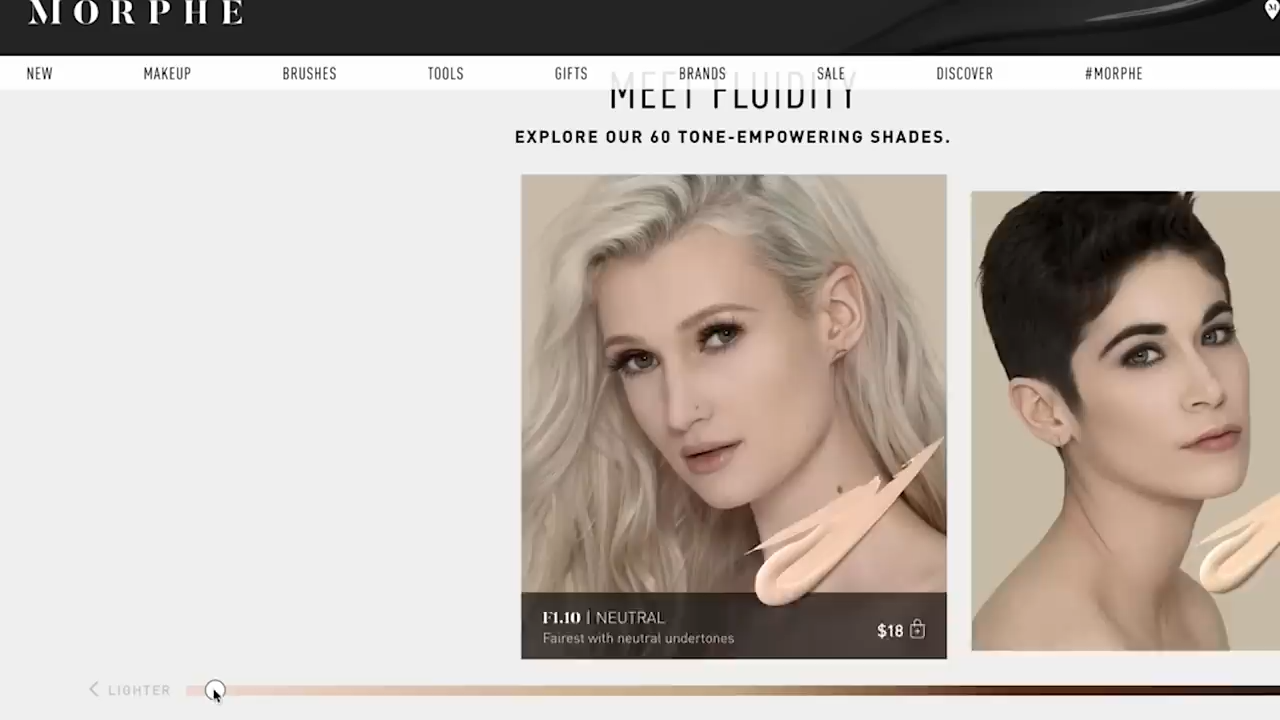 MORPHE
NEW MAKEUP BRUSHES TOOLS GIFTS BRANDS SALE DISCOVER #MORPHE
MEET FLUIDITY
EXPLORE OUR 60 TONE-EMPOWERING SHADES.
F1.10 | NEUTRAL
Fairest with neutral undertones
$18
LIGHTER